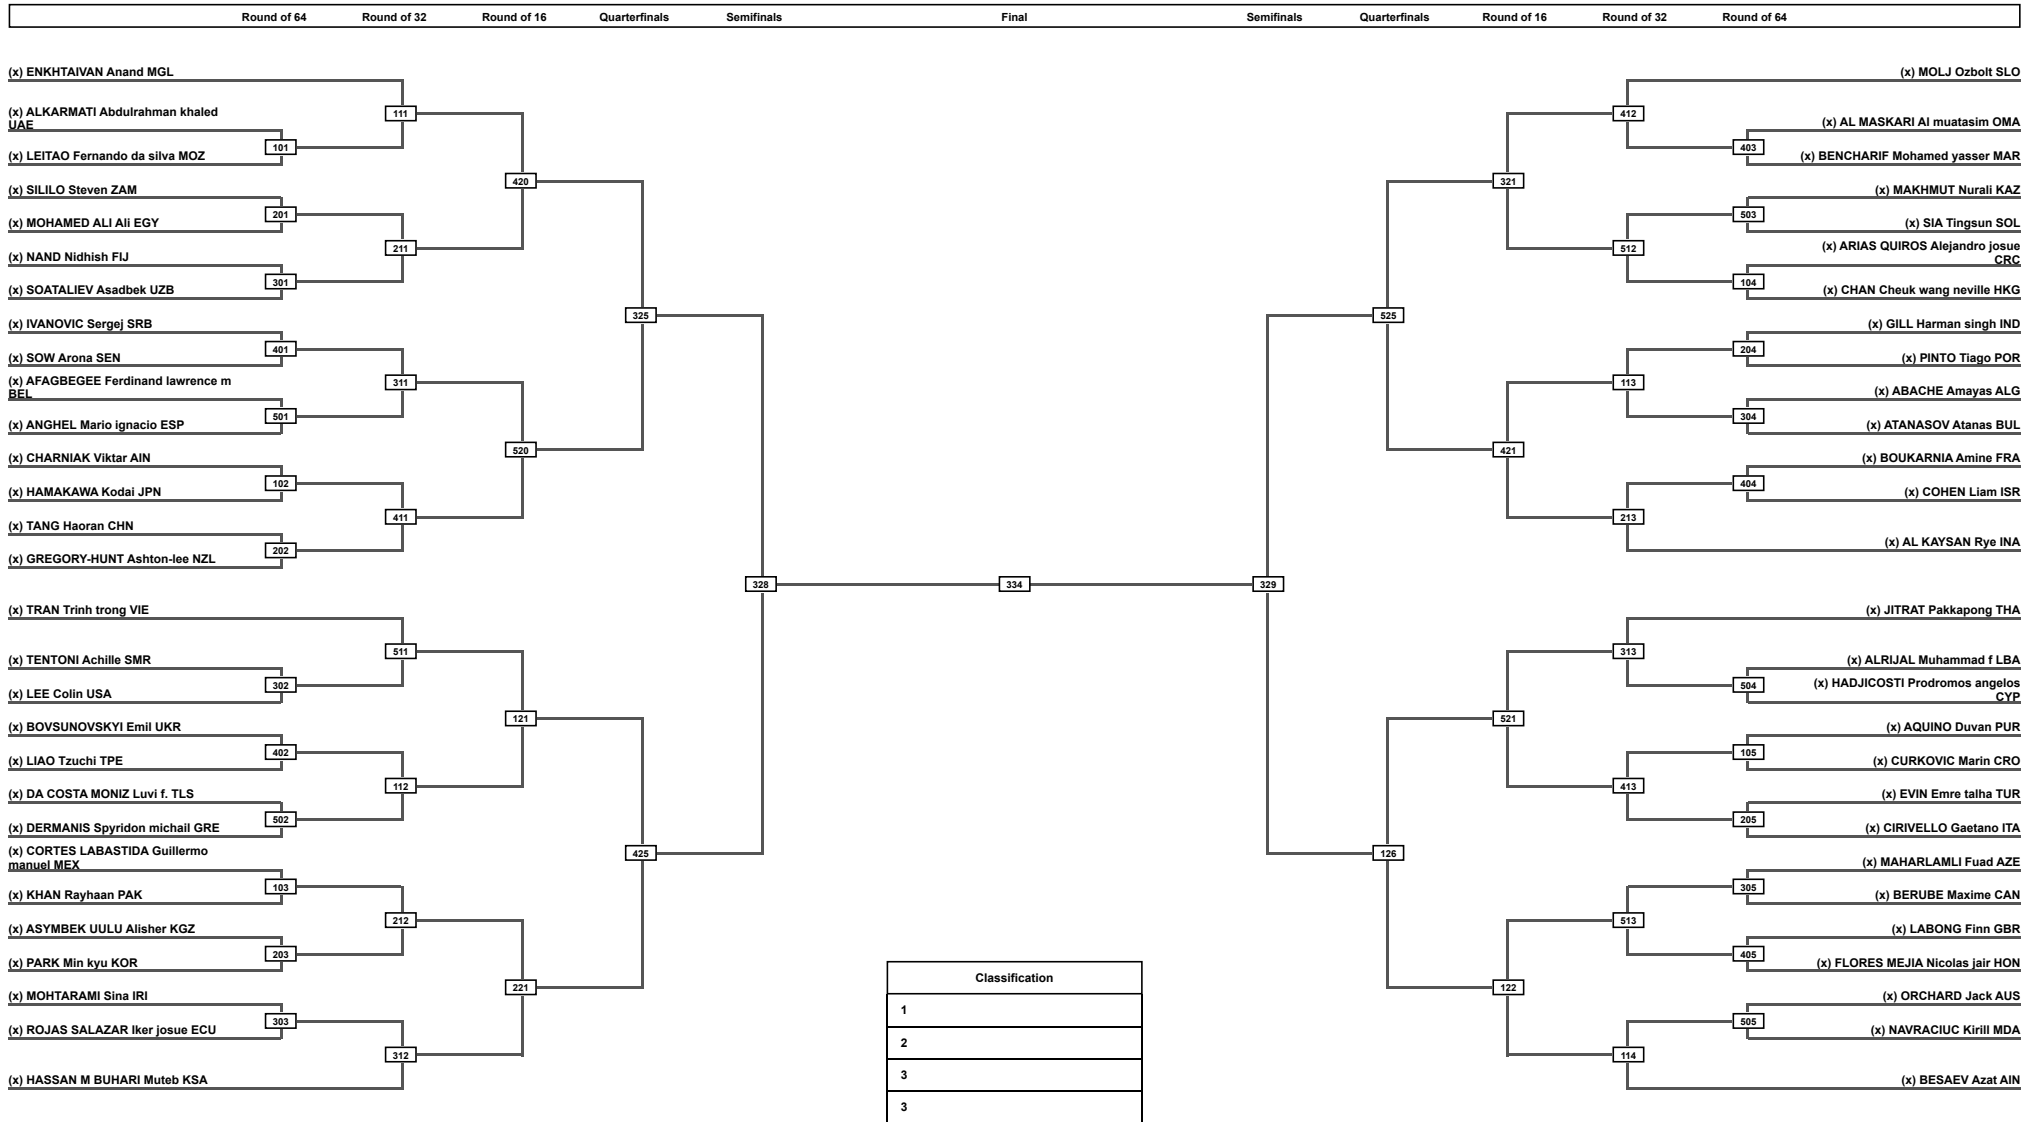 Round of 64 Round of 32 Round of 16 Quarterfinals Semifinals Final Semifinals Quarterfinals Round of 16 Round of 32 Round of 64
(x) ENKHTAIVAN Anand MGL
(x) ALKARMATI Abdulrahman khaled
UAE
(x) LEITAO Fernando da silva MOZ
(x) SILILO Steven ZAM
(x) MOHAMED ALI Ali EGY
(x) NAND Nidhish FIJ
(x) SOATALIEV Asadbek UZB
(x) IVANOVIC Sergej SRB
(x) SOW Arona SEN
(x) AFAGBEGEE Ferdinand lawrence m
BEL
(x) ANGHEL Mario ignacio ESP
(x) CHARNIAK Viktar AIN
(x) HAMAKAWA Kodai JPN
(x) TANG Haoran CHN
(x) GREGORY-HUNT Ashton-lee NZL
(x) TRAN Trinh trong VIE
(x) TENTONI Achille SMR
(x) LEE Colin USA
(x) BOVSUNOVSKYI Emil UKR
(x) LIAO Tzuchi TPE
(x) DA COSTA MONIZ Luvi f. TLS
(x) DERMANIS Spyridon michail GRE
(x) CORTES LABASTIDA Guillermo
manuel MEX
(x) KHAN Rayhaan PAK
(x) ASYMBEK UULU Alisher KGZ
(x) PARK Min kyu KOR
(x) MOHTARAMI Sina IRI
(x) ROJAS SALAZAR Iker josue ECU
(x) HASSAN M BUHARI Muteb KSA
101
201
301
401
501
102
202
302
402
502
103
203
303
111
211
311
411
511
112
212
312
420
520
121
221
325
425
328
334
329
525
126
321
421
521
122
412
512
113
213
313
413
513
114
403
503
104
204
304
404
504
105
205
305
405
505
(x) MOLJ Ozbolt SLO
(x) AL MASKARI Al muatasim OMA
(x) BENCHARIF Mohamed yasser MAR
(x) MAKHMUT Nurali KAZ
(x) SIA Tingsun SOL
(x) ARIAS QUIROS Alejandro josue
CRC
(x) CHAN Cheuk wang neville HKG
(x) GILL Harman singh IND
(x) PINTO Tiago POR
(x) ABACHE Amayas ALG
(x) ATANASOV Atanas BUL
(x) BOUKARNIA Amine FRA
(x) COHEN Liam ISR
(x) AL KAYSAN Rye INA
(x) JITRAT Pakkapong THA
(x) ALRIJAL Muhammad f LBA
(x) HADJICOSTI Prodromos angelos
CYP
(x) AQUINO Duvan PUR
(x) CURKOVIC Marin CRO
(x) EVIN Emre talha TUR
(x) CIRIVELLO Gaetano ITA
(x) MAHARLAMLI Fuad AZE
(x) BERUBE Maxime CAN
(x) LABONG Finn GBR
(x) FLORES MEJIA Nicolas jair HON
(x) ORCHARD Jack AUS
(x) NAVRACIUC Kirill MDA
(x) BESAEV Azat AIN
Classification
1
2
3
3